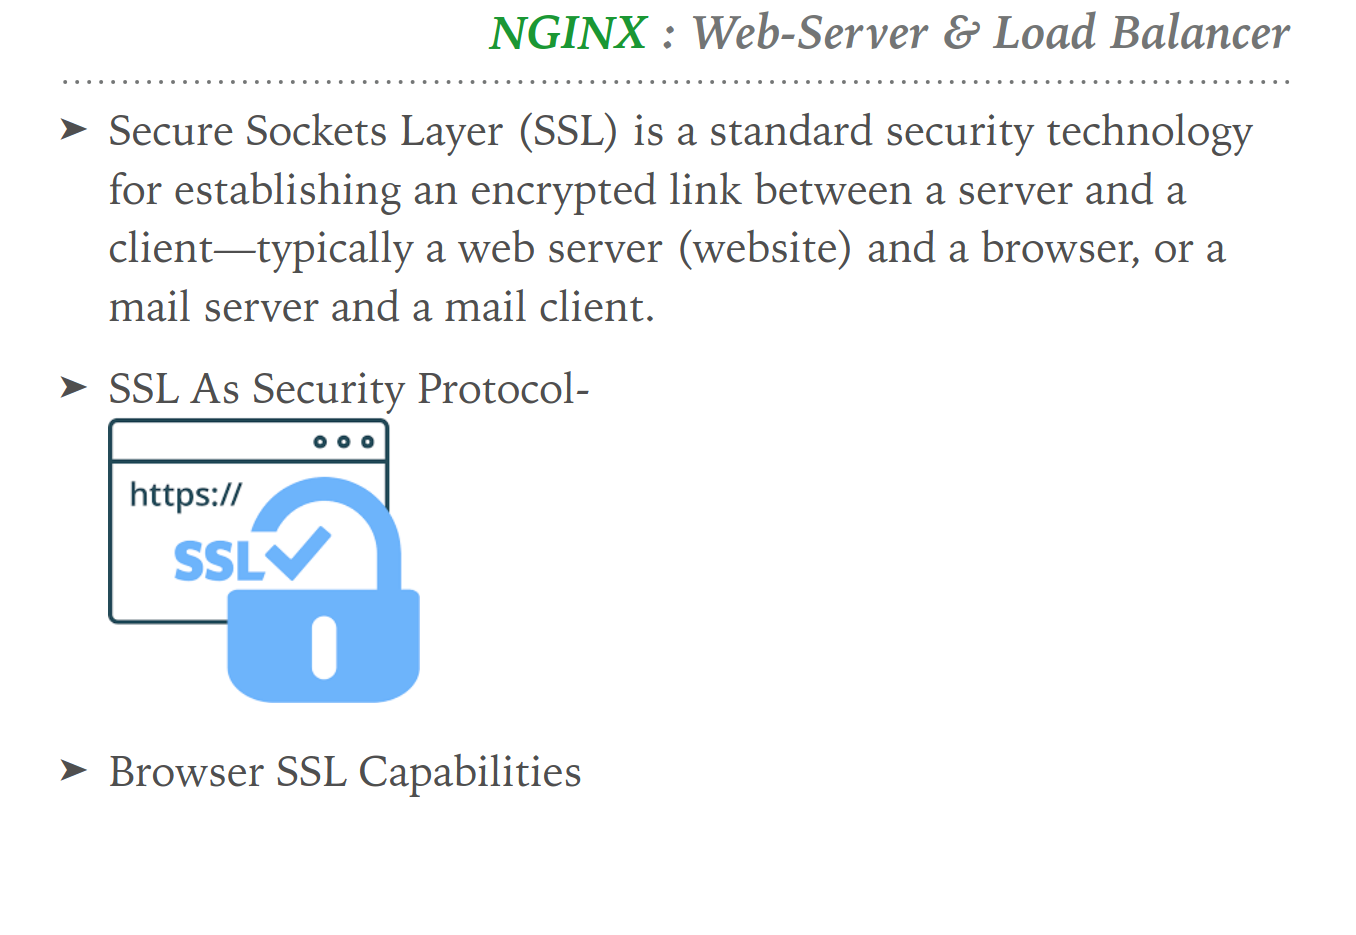 NGINX : Web-Server & Load Balancer
➤ Secure Sockets Layer (SSL) is a standard security technology
for establishing an encrypted link between a server and a
client—typically a web server (website) and a browser, or a
mail server and a mail client.
➤ SSL As Security Protocol-
https://
SSL
➤ Browser SSL Capabilities